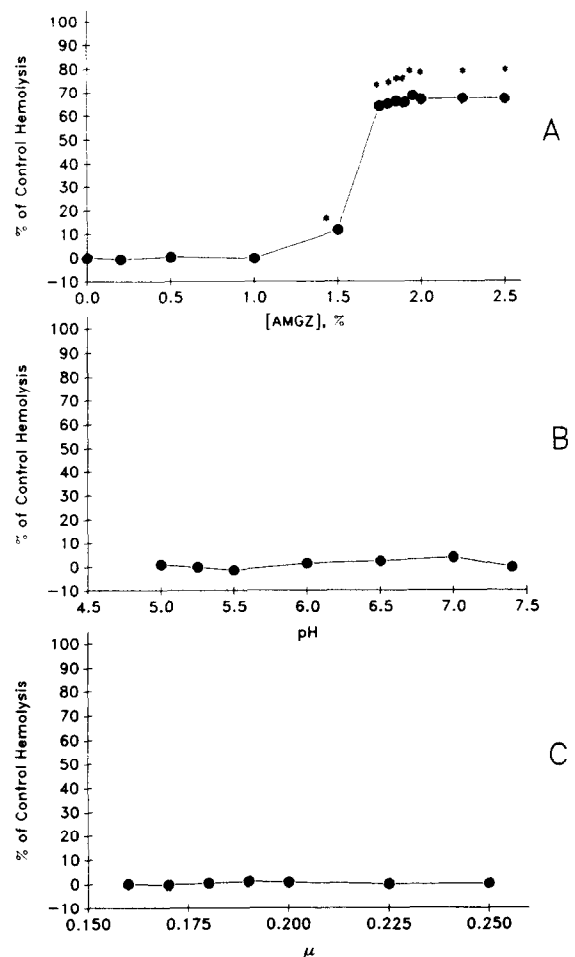 100
90
80
70
60
50
40
30
20
10
0
−10
% of Control Hemolysis
* * * * * * * *
*
A
0.0 0.5 1.0 1.5 2.0 2.5
[AMGZ], %
100
90
80
70
60
50
40
30
20
10
0
−10
% of Control Hemolysis
B
4.5 5.0 5.5 6.0 6.5 7.0 7.5
pH
100
90
80
70
60
50
40
30
20
10
0
−10
% of Control Hemolysis
C
0.150 0.175 0.200 0.225 0.250
μ